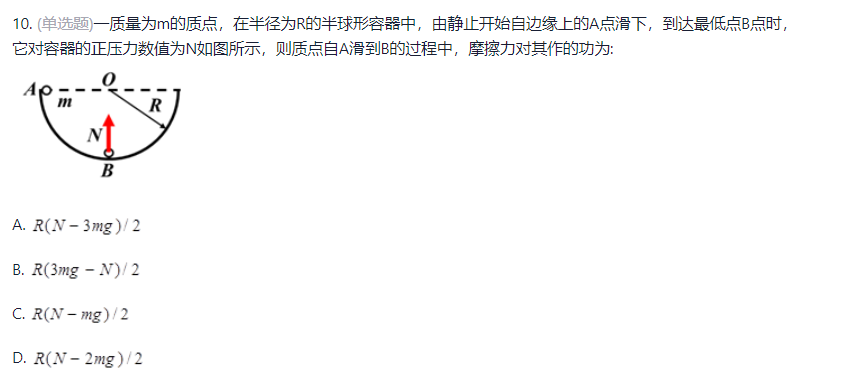 10. (单选题)一质量为m的质点，在半径为R的半球形容器中，由静止开始自边缘上的A点滑下，到达最低点B点时，
它对容器的正压力数值为N如图所示，则质点自A滑到B的过程中，摩擦力对其作的功为:
A O
m R
N
B
A. R(N – 3mg)/2
B. R(3mg – N)/2
C. R(N – mg)/2
D. R(N – 2mg)/2